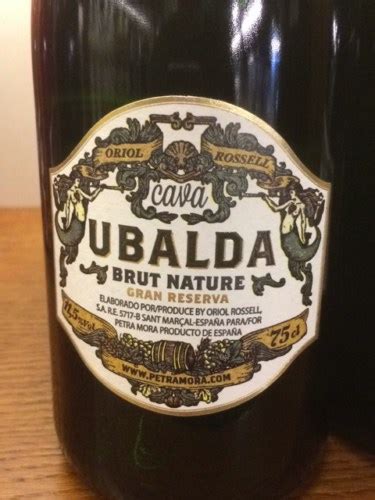 ORIOL ROSSELL
cava
UBALDA
BRUT NATURE
GRAN RESERVA
ELABORADO POR/PRODUCE BY ORIOL ROSSELL,
S.A. R.E. 5717-B SANT MARÇAL-ESPAÑA PARA/FOR
PETRA MORA PRODUCTO DE ESPAÑA
11,5%vol. 75 cl
WWW.PETRAMORA.COM